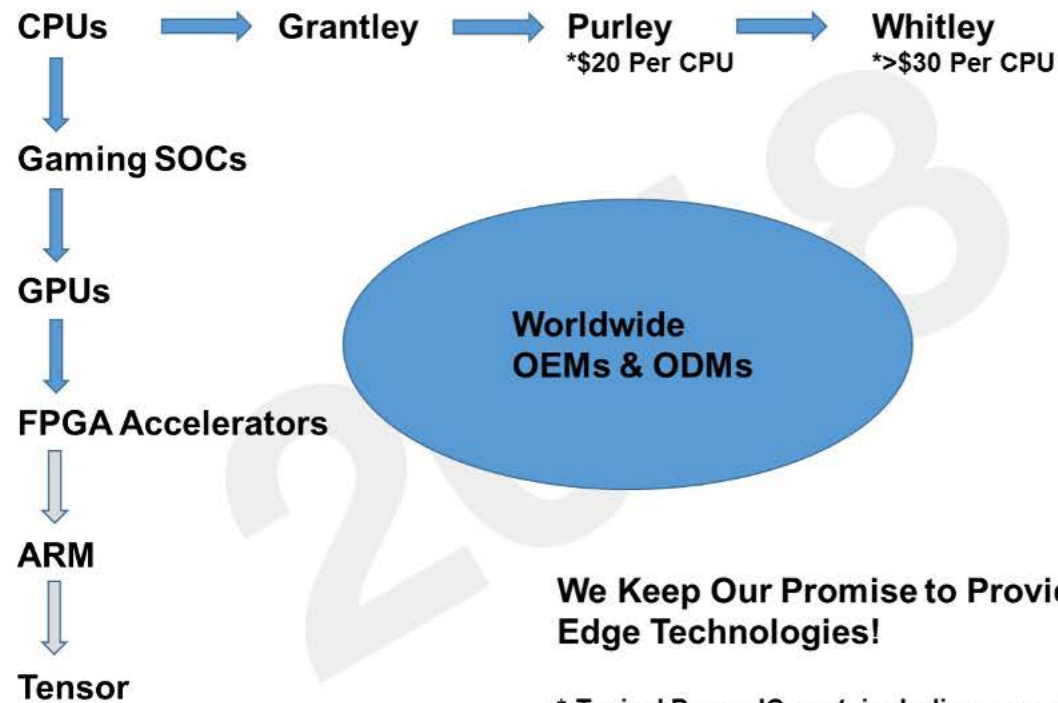 CPUs
Grantley
Purley
Whitley
*$20 Per CPU
*>$30 Per CPU
Gaming SOCs
GPUs
Worldwide
OEMs & ODMs
FPGA Accelerators
ARM
We Keep Our Promise to
Edge Technologies!
Tensor